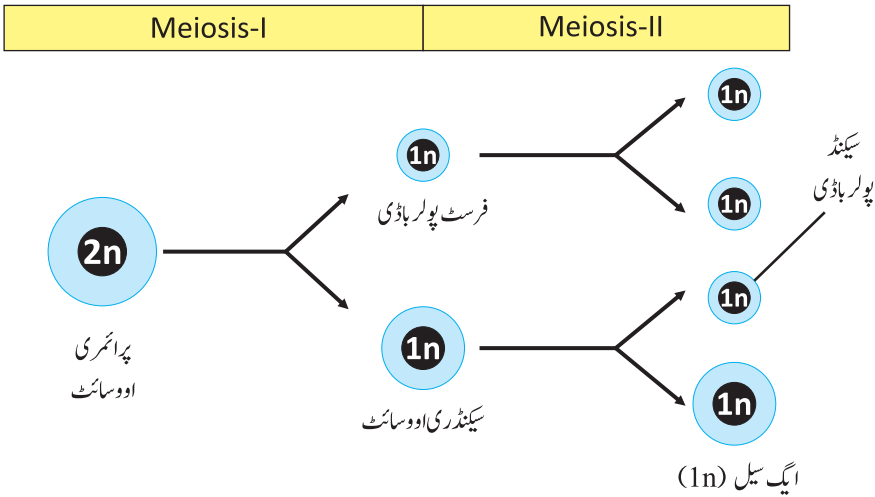 Meiosis-I
Meiosis-II
1n
1n
سیکنڈ
پولر باڈی
فرسٹ پولر باڈی
1n
2n
1n
پرائمری
اووسائٹ
1n
سیکنڈری اووسائٹ
1n
ایگ سیل (1n)